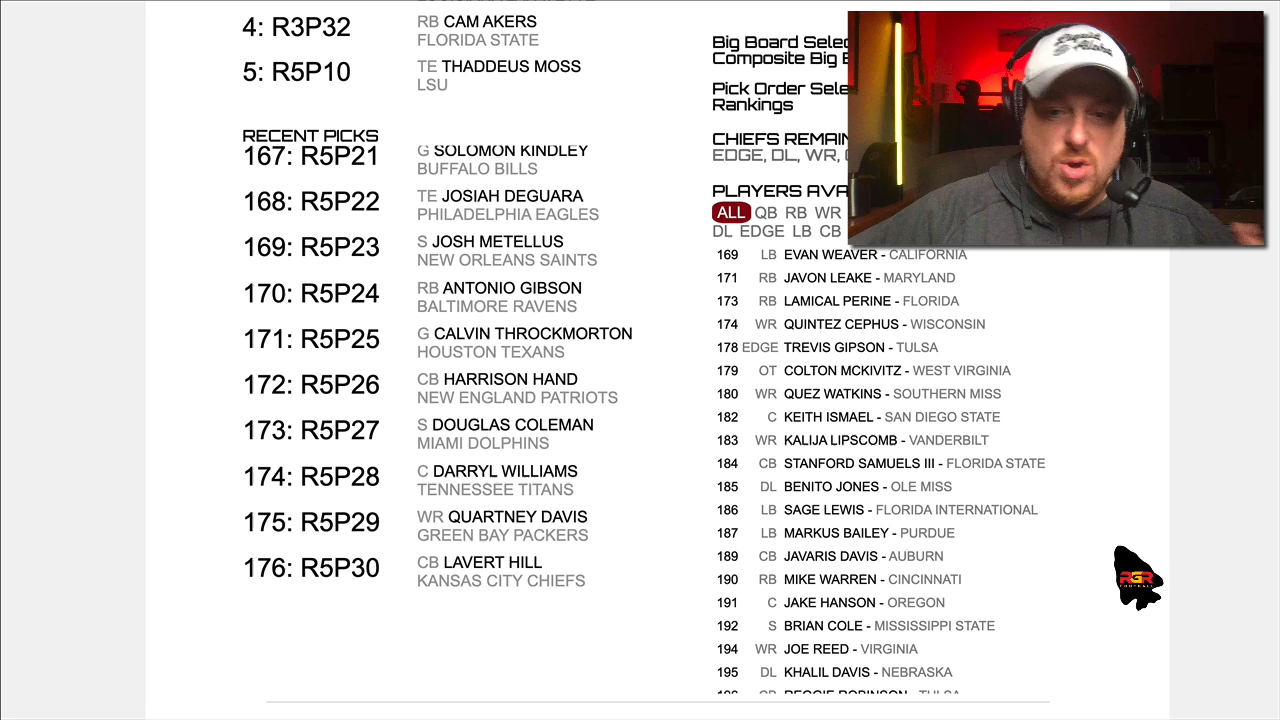 4: R3P32
RB CAM AKERS
FLORIDA STATE
5: R5P10
TE THADDEUS MOSS
LSU
RECENT PICKS
167: R5P21
G SOLOMON KINDLEY
BUFFALO BILLS
168: R5P22
TE JOSIAH DEGUARA
PHILADELPHIA EAGLES
169: R5P23
S JOSH METELLUS
NEW ORLEANS SAINTS
170: R5P24
RB ANTONIO GIBSON
BALTIMORE RAVENS
171: R5P25
G CALVIN THROCKMORTON
HOUSTON TEXANS
172: R5P26
CB HARRISON HAND
NEW ENGLAND PATRIOTS
173: R5P27
S DOUGLAS COLEMAN
MIAMI DOLPHINS
174: R5P28
C DARRYL WILLIAMS
TENNESSEE TITANS
175: R5P29
WR QUARTNEY DAVIS
GREEN BAY PACKERS
176: R5P30
CB LAVERT HILL
KANSAS CITY CHIEFS
Big Board Selec
Composite Big B
Pick Order Sele
Rankings
CHIEFS REMAIN
EDGE, DL, WR,
PLAYERS AVA
ALL QB RB WR
DL EDGE LB CB
169 LB EVAN WEAVER - CALIFORNIA
171 RB JAVON LEAKE - MARYLAND
173 RB LAMICAL PERINE - FLORIDA
174 WR QUINTEZ CEPHUS - WISCONSIN
178 EDGE TREVIS GIPSON - TULSA
179 OT COLTON MCKIVITZ - WEST VIRGINIA
180 WR QUEZ WATKINS - SOUTHERN MISS
182 C KEITH ISMAEL - SAN DIEGO STATE
183 WR KALIJA LIPSCOMB - VANDERBILT
184 CB STANFORD SAMUELS III - FLORIDA STATE
185 DL BENITO JONES - OLE MISS
186 LB SAGE LEWIS - FLORIDA INTERNATIONAL
187 LB MARKUS BAILEY - PURDUE
189 CB JAVARIS DAVIS - AUBURN
190 RB MIKE WARREN - CINCINNATI
191 C JAKE HANSON - OREGON
192 S BRIAN COLE - MISSISSIPPI STATE
194 WR JOE REED - VIRGINIA
195 DL KHALIL DAVIS - NEBRASKA
196 CB REGGIE ROBINSON - TULSA
RGR
FOOTBALL